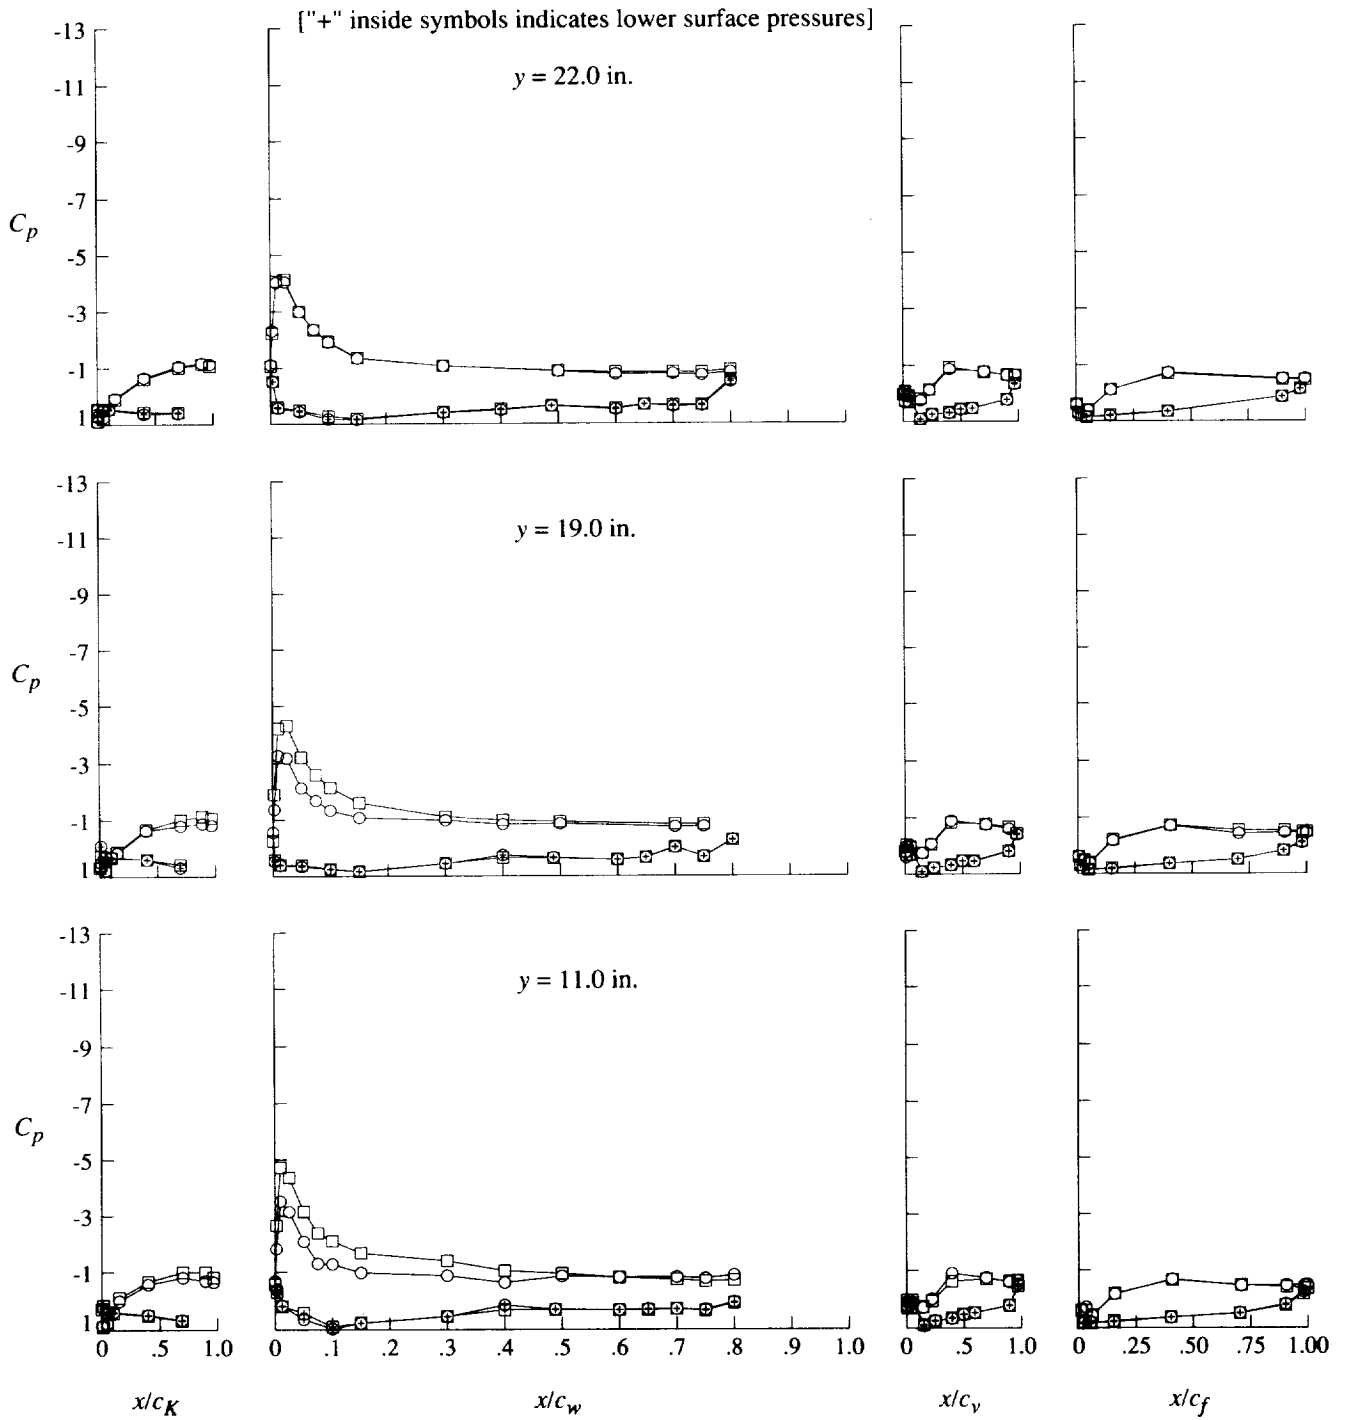 ["+" inside symbols indicates lower surface pressures]
y = 22.0 in.
-13
-11
-9
-7
-5
-3
-1
1
C_p
y = 19.0 in.
-13
-11
-9
-7
-5
-3
-1
1
C_p
y = 11.0 in.
-13
-11
-9
-7
-5
-3
-1
1
C_p
0 1.0 0 .1 .2 .3 .4 .5 .6 .7 .8 .9 1.0 0 .5 1.0 0 .25 .50 .75 1.00
x/c_K x/c_w x/c_v x/c_f